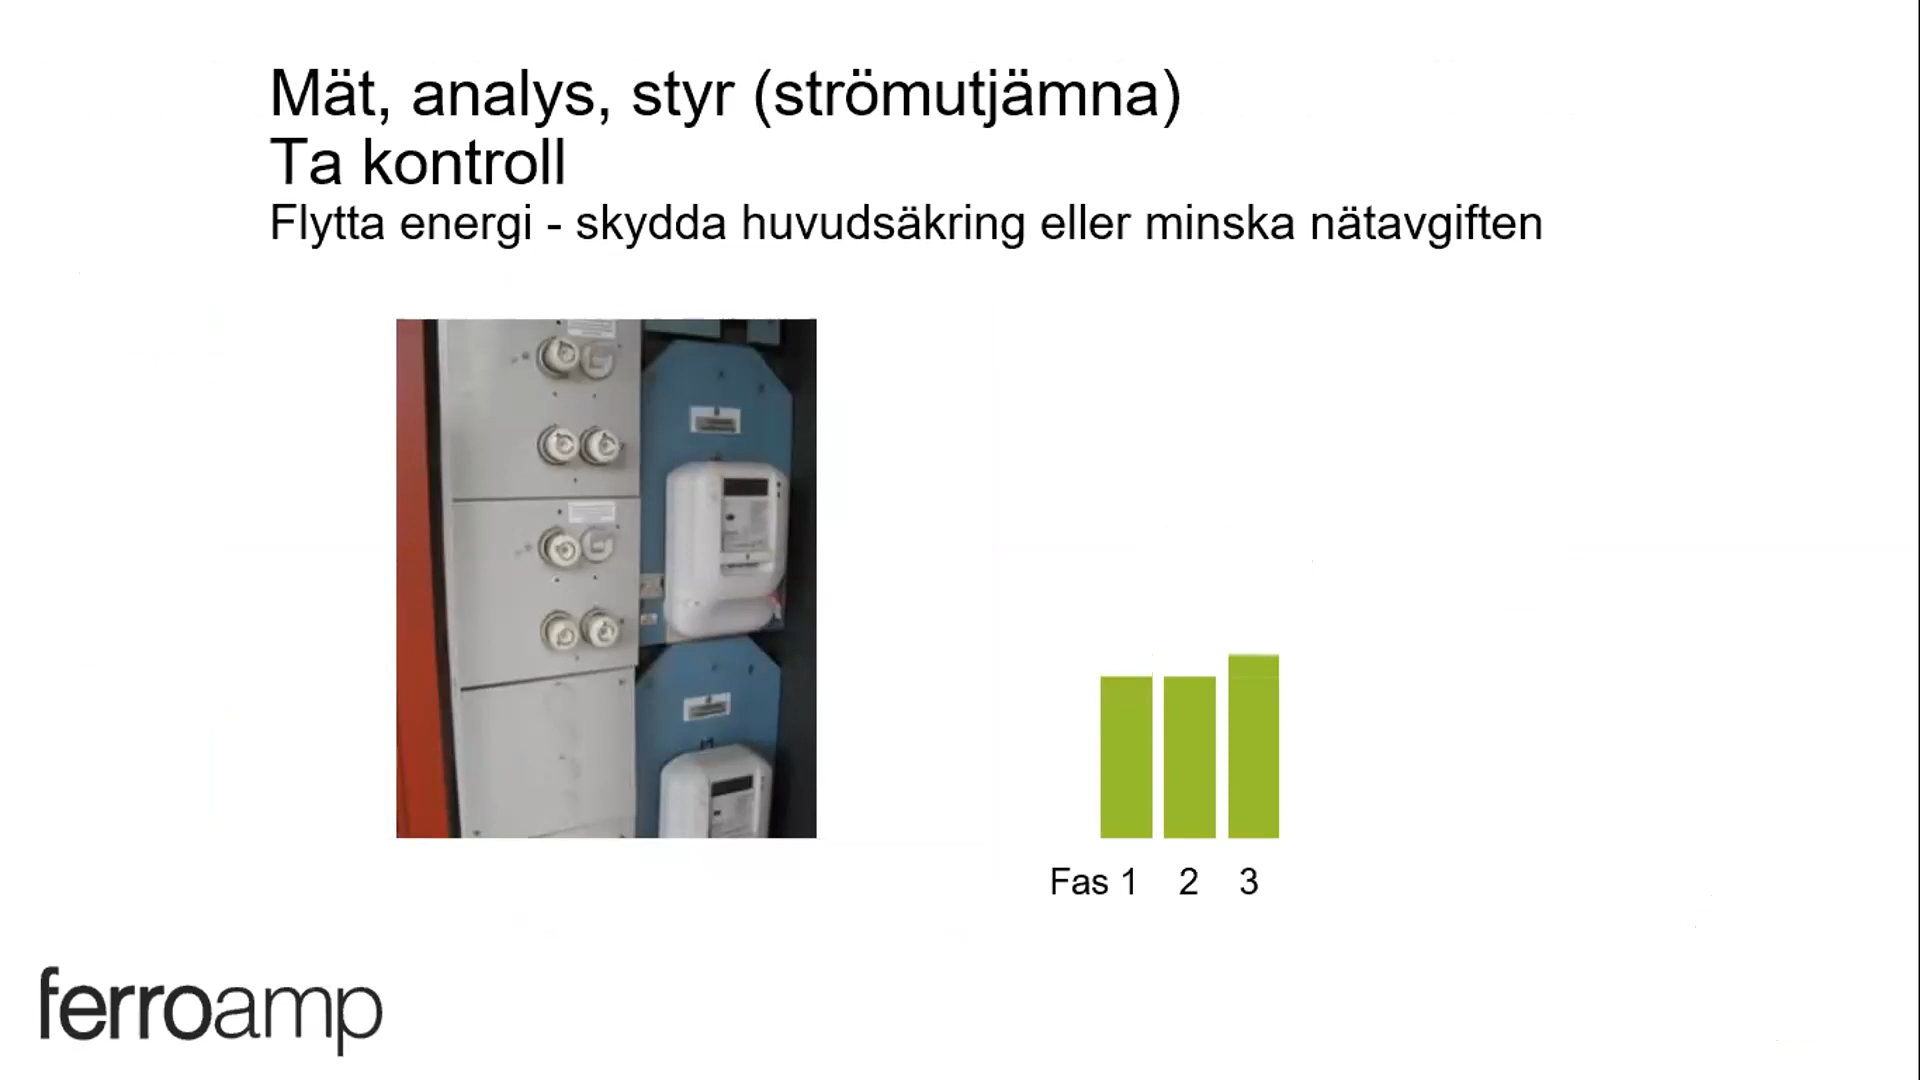 Mät, analys, styr (strömutjämna)
Ta kontroll
Flytta energi - skydda huvudsäkring eller minska nätavgiften
Fas 1 2 3
ferroamp